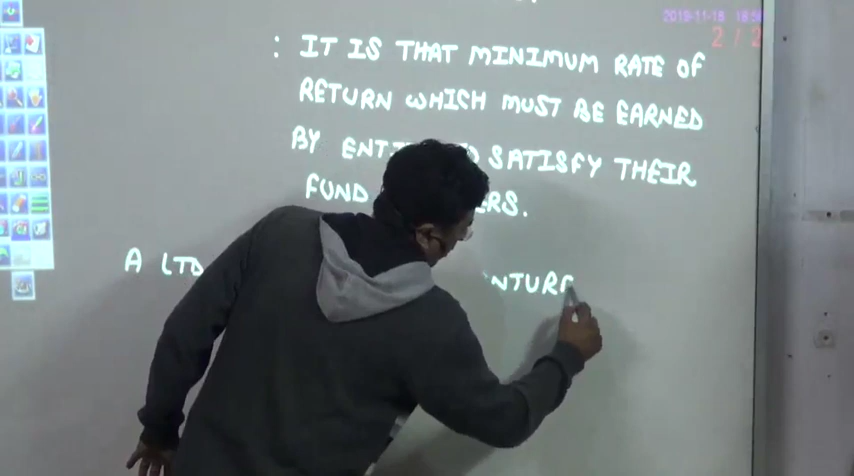 2019-11-18
2/2
: IT IS THAT MINIMUM RATE OF
RETURN WHICH MUST BE EARNED
BY SATISFY THEIR
FUND
A LTD